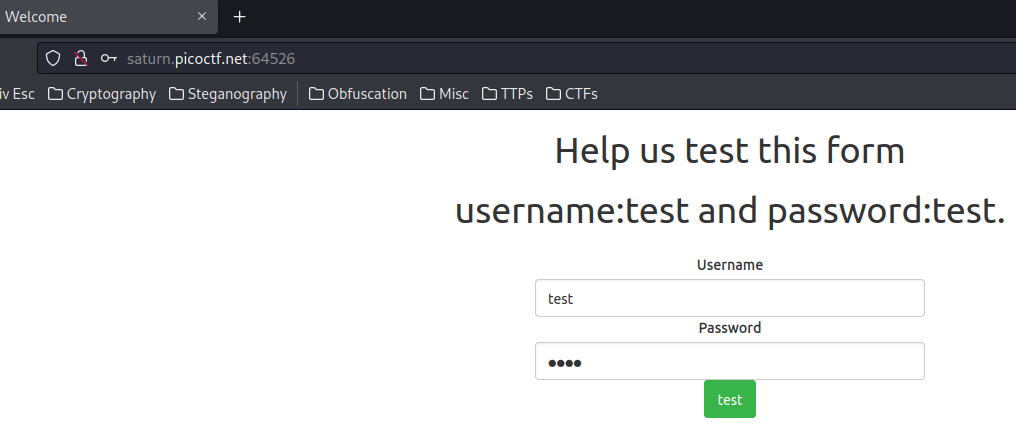 Welcome
saturn.picoctf.net:64526
iv Esc Cryptography Steganography Obfuscation Misc TTPs CTFs
Help us test this form
username:test and password:test.
Username
test
Password
test